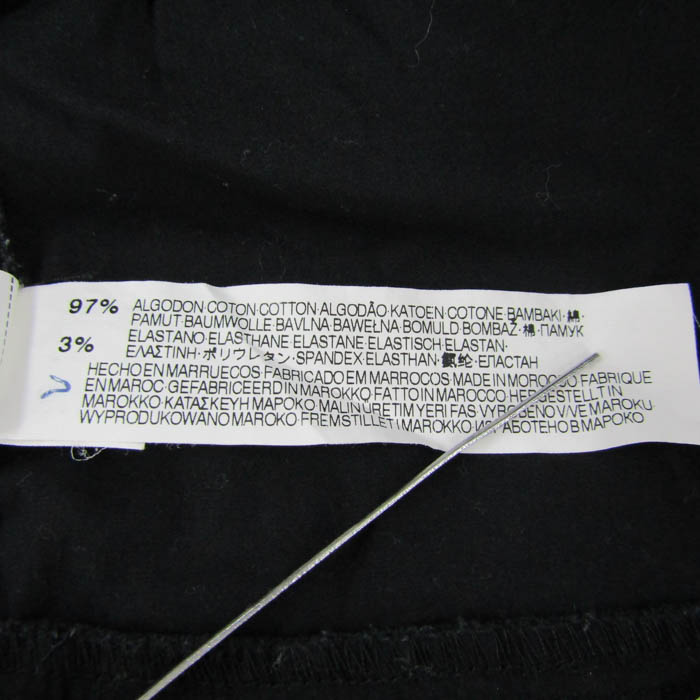 97% ALGODON·COTON·COTTON·ALGODÃO·KATOEN·COTONE·BAMBAKI·綿·
PAMUT·BAUMWOLLE·BAVLNA·BAWEŁNA·BOMULD·BOMBAŽ·棉·ПАМУК
3% ELASTANO·ELASTHANE·ELASTANE·ELASTISCH·ELASTAN·
ΕΛΑΣΤΙΝΗ·ポリウレタン·SPANDEX·ELASTHAN·氨纶·ЕЛАСТАН
HECHO EN MARRUECOS·FABRICADO EM MARROCOS·MADE IN MOROCCO·FABRIQUE
EN MAROC·GEFABRICEERD IN MAROKKO·FATTO IN MAROCCO·HERGESTELLT IN
MAROKKO·ΚΑΤΑΣΚΕΥΗ ΜΑΡΟΚΟ·MALIN URETIM YERI FAS·VYROBENO V/VE MAROKU·
WYPRODUKOWANO MAROKO·FREMSTILLET I MAROKKO·ИЗРАБОТЕНО В МАРОКО